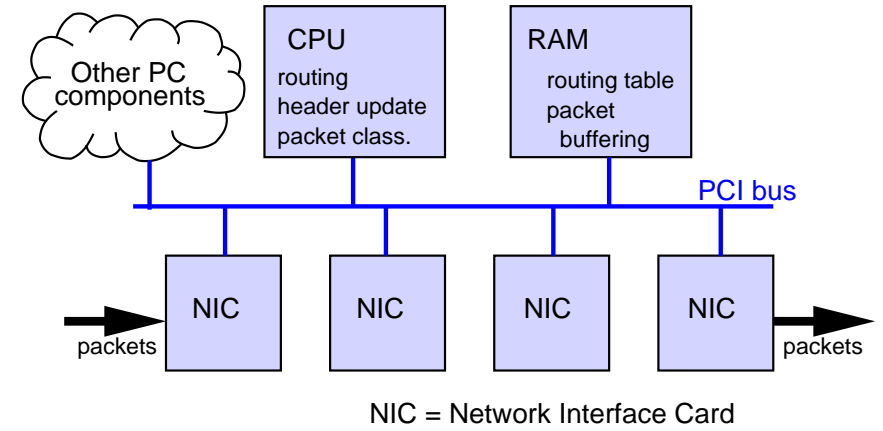 Other PC
components
CPU
routing
header update
packet class.
RAM
routing table
packet
buffering
PCI bus
NIC
NIC
NIC
NIC
packets
packets
NIC = Network Interface Card